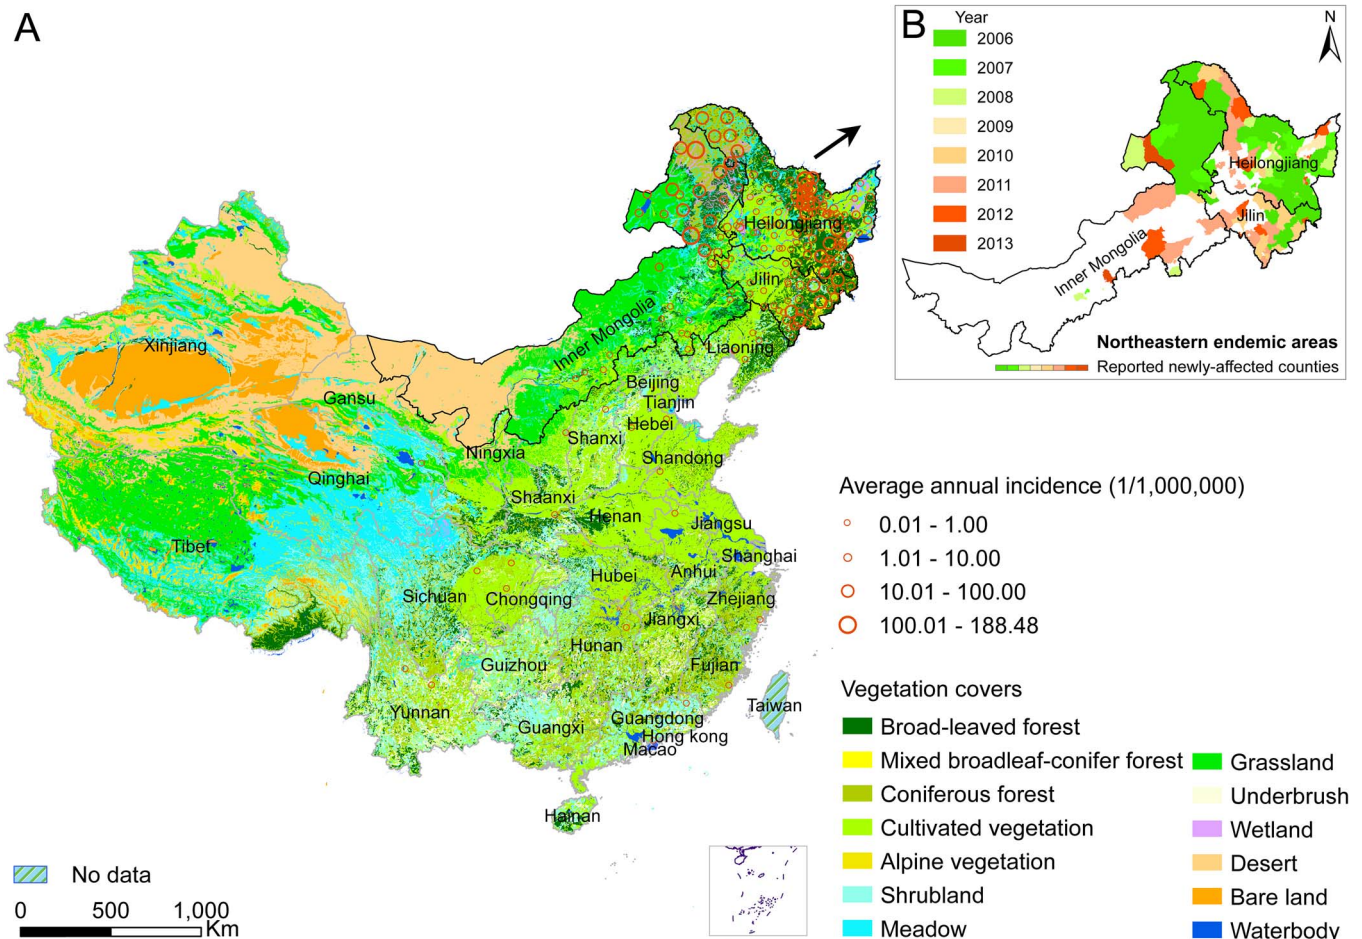 A
Heilongjiang
Jilin
Inner Mongolia
Liaoning
Xinjiang
Beijing
Gansu
Tianjin
Hebei
Shanxi
Ningxia
Shandong
Qinghai
Shaanxi
Henan
Jiangsu
Tibet
Shanghai
Hubei
Anhui
Sichuan
Chongqing
Zhejiang
Jiangxi
Hunan
Guizhou
Fujian
Yunnan
Guangxi
Guangdong
Taiwan
Hong kong
Macao
Hainan
No data
0 500 1,000
Km
B
Year
2006
2007
2008
2009
2010
2011
2012
2013
N
Heilongjiang
Jilin
Inner Mongolia
Northeastern endemic areas
Reported newly-affected counties
Average annual incidence (1/1,000,000)
0.01 - 1.00
1.01 - 10.00
10.01 - 100.00
100.01 - 188.48
Vegetation covers
Broad-leaved forest
Mixed broadleaf-conifer forest
Coniferous forest
Cultivated vegetation
Alpine vegetation
Shrubland
Meadow
Grassland
Underbrush
Wetland
Desert
Bare land
Waterbody